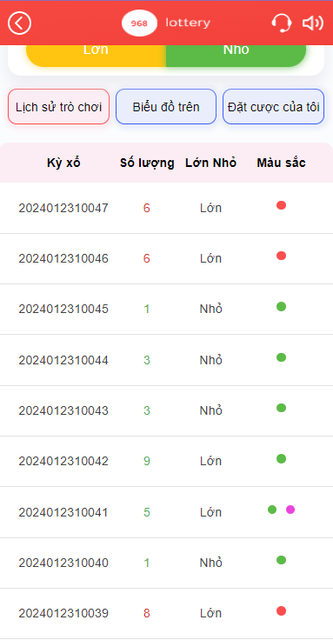 968 lottery
Lớn Nhỏ
Lịch sử trò chơi Biểu đồ trên Đặt cược của tôi
Kỳ xổ Số lượng Lớn Nhỏ Màu sắc
2024012310047 6 Lớn
2024012310046 6 Lớn
2024012310045 1 Nhỏ
2024012310044 3 Nhỏ
2024012310043 3 Nhỏ
2024012310042 9 Lớn
2024012310041 5 Lớn
2024012310040 1 Nhỏ
2024012310039 8 Lớn